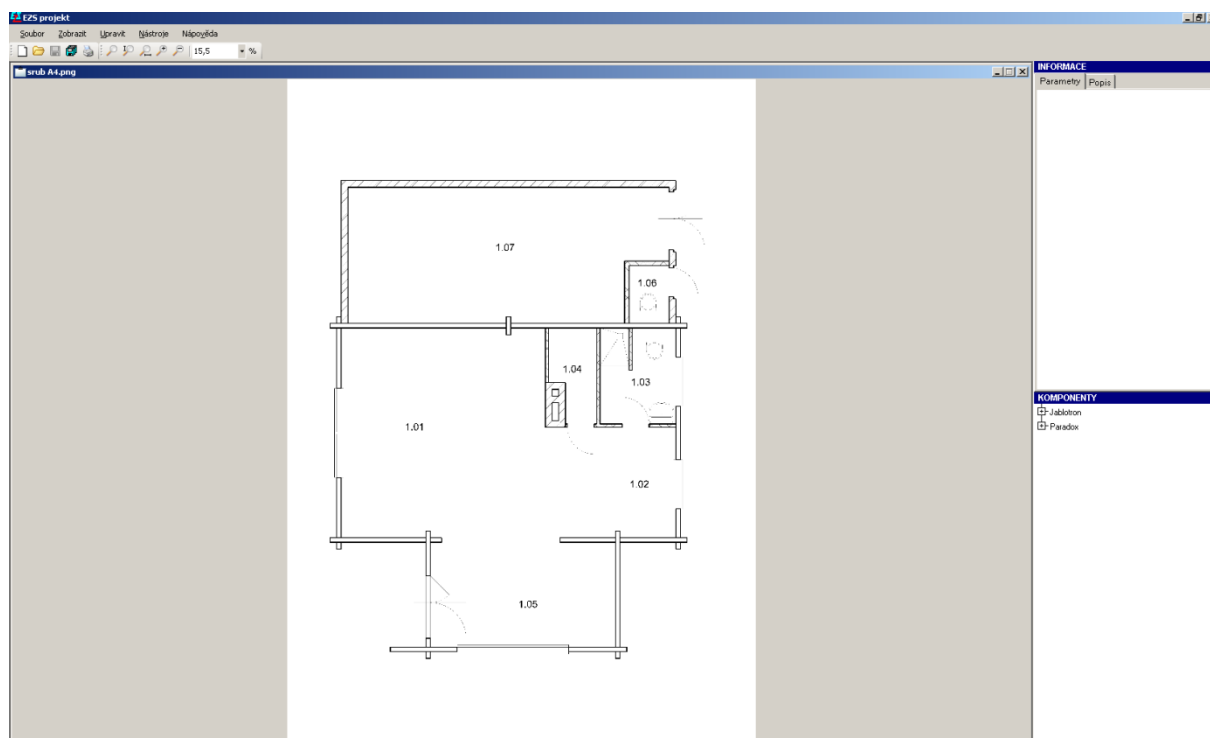 EZS projekt
Soubor Zobrazit Upravit Nástroje Nápověda
15,5 %
srub A4.png
INFORMACE
Parametry Popis
1.07
1.06
1.04
1.03
1.01
1.02
1.05
KOMPONENTY
Jablotron
Paradox